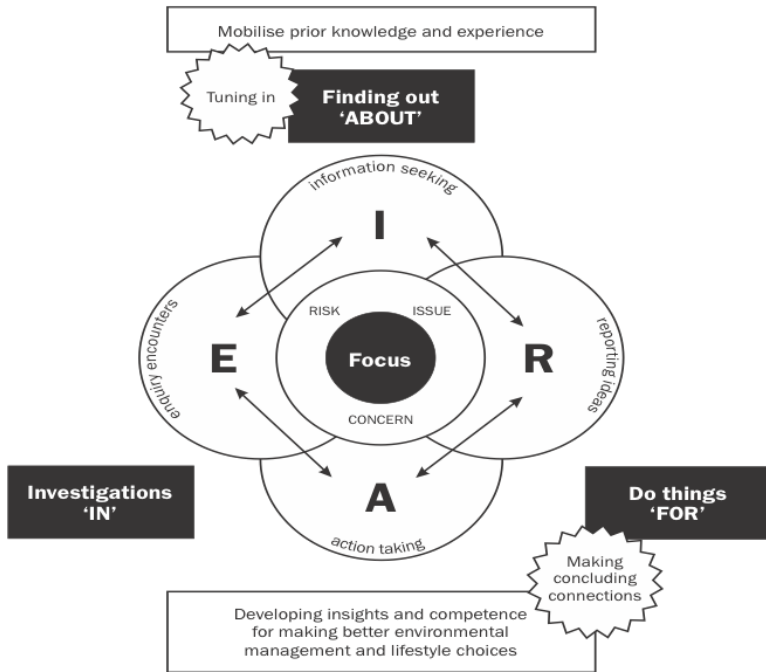 Mobilise prior knowledge and experience
Tuning in
Finding out
‘ABOUT’
information seeking
I
enquiry encounters
E
RISK
ISSUE
Focus
CONCERN
R
reporting ideas
A
action taking
Investigations
‘IN’
Do things
‘FOR’
Making
concluding
connections
Developing insights and competence
for making better environmental
management and lifestyle choices